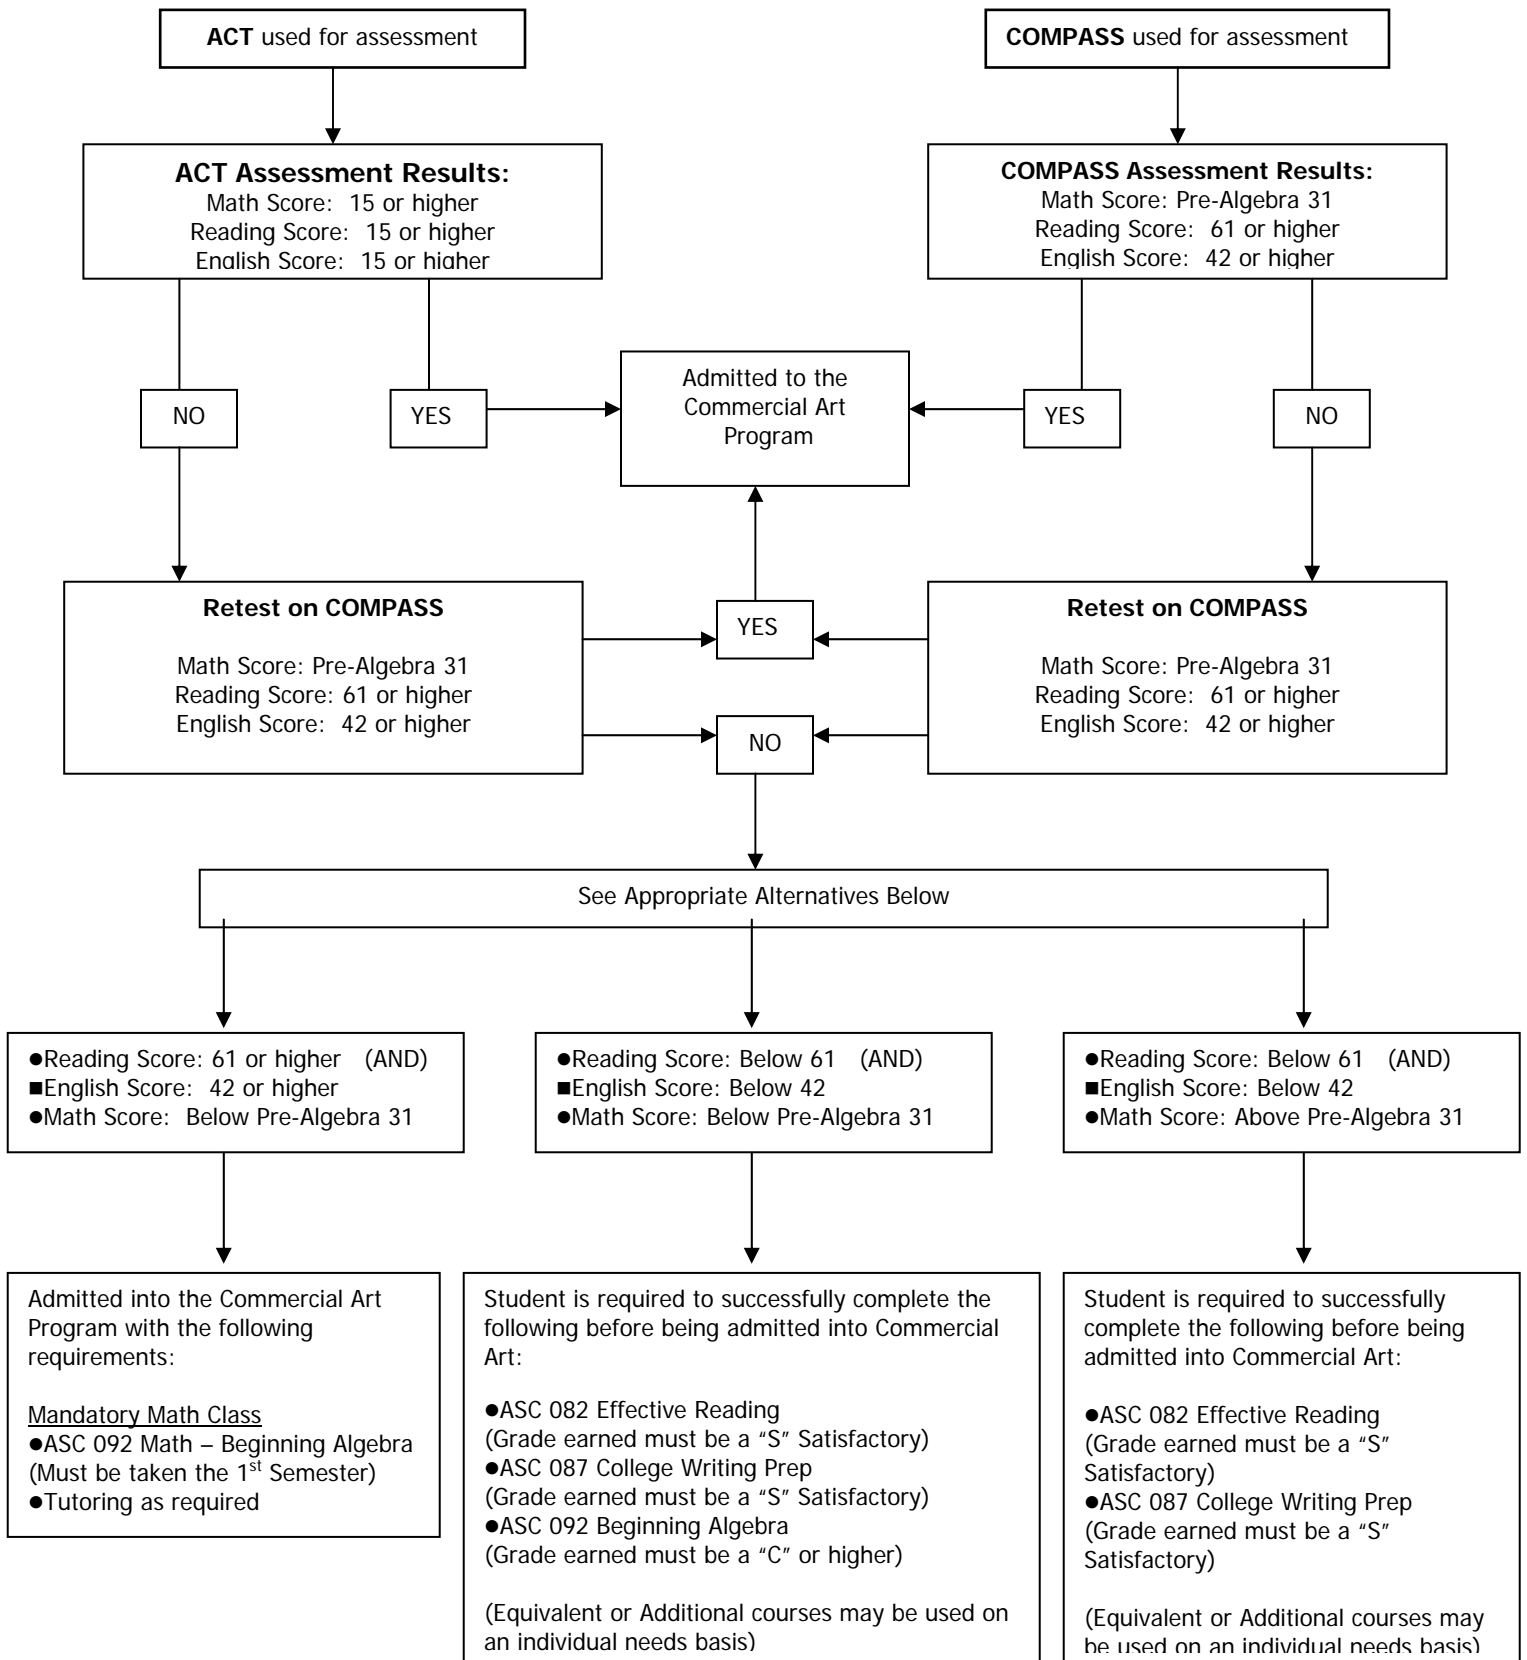 ACT used for assessment
COMPASS used for assessment
ACT Assessment Results:
Math Score: 15 or higher
Reading Score: 15 or higher
English Score: 15 or higher
COMPASS Assessment Results:
Math Score: Pre-Algebra 31
Reading Score: 61 or higher
English Score: 42 or higher
NO
YES
Admitted to the
Commercial Art
Program
YES
NO
Retest on COMPASS
Math Score: Pre-Algebra 31
Reading Score: 61 or higher
English Score: 42 or higher
YES
NO
Retest on COMPASS
Math Score: Pre-Algebra 31
Reading Score: 61 or higher
English Score: 42 or higher
See Appropriate Alternatives Below
●Reading Score: 61 or higher (AND)
■English Score: 42 or higher
●Math Score: Below Pre-Algebra 31
●Reading Score: Below 61 (AND)
■English Score: Below 42
●Math Score: Below Pre-Algebra 31
●Reading Score: Below 61 (AND)
■English Score: Below 42
●Math Score: Above Pre-Algebra 31
Admitted into the Commercial Art
Program with the following
requirements:
Mandatory Math Class
●ASC 092 Math – Beginning Algebra
(Must be taken the 1st Semester)
●Tutoring as required
Student is required to successfully complete the
following before being admitted into Commercial
Art:
●ASC 082 Effective Reading
(Grade earned must be a “S” Satisfactory)
●ASC 087 College Writing Prep
(Grade earned must be a “S” Satisfactory)
●ASC 092 Beginning Algebra
(Grade earned must be a “C” or higher)
(Equivalent or Additional courses may be used on
an individual needs basis)
Student is required to successfully
complete the following before being
admitted into Commercial Art:
●ASC 082 Effective Reading
(Grade earned must be a “S”
Satisfactory)
●ASC 087 College Writing Prep
(Grade earned must be a “S”
Satisfactory)
(Equivalent or Additional courses may
be used on an individual needs basis)